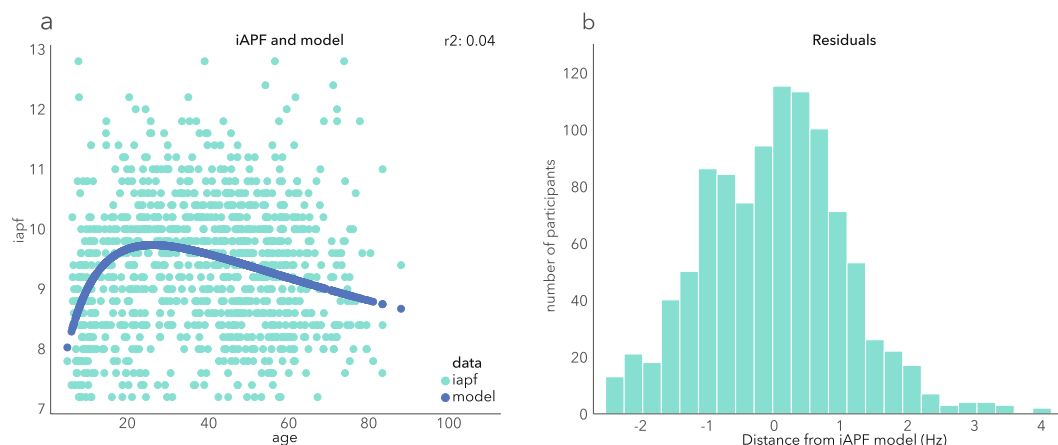 a
iAPF and model
r2: 0.04
13
12
11
10
9
8
7
iapf
20
40
60
80
100
age
data
iapf
model
b
Residuals
120
100
80
60
40
20
0
number of participants
-2
-1
0
1
2
3
4
Distance from iAPF model (Hz)